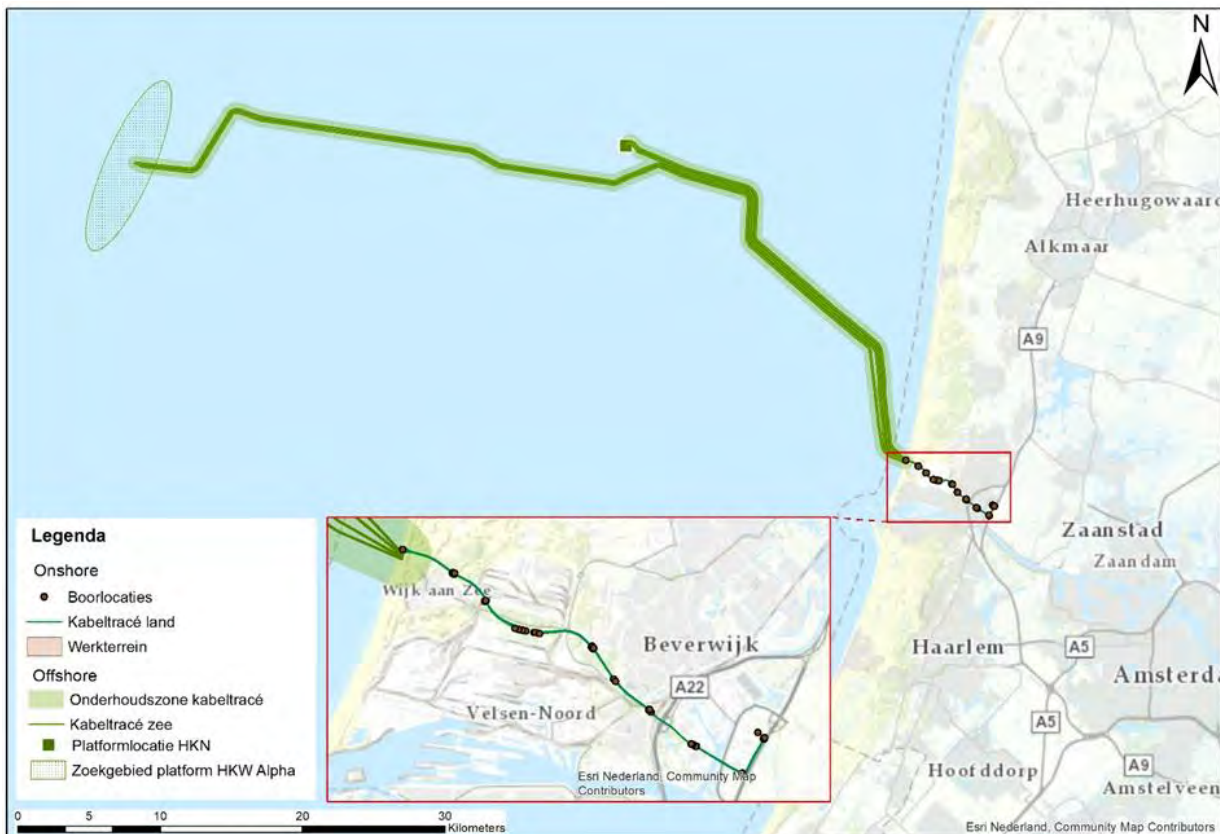 N
Heerhugowaard
Alkmaar
A9
Zaanstad
Zaandam
Haarlem
A5
Amsterda
A5
A9
Hoofddorp
Amstelveen
Legenda
Onshore
Boorlocaties
Kabeltracé land
Werkterrein
Offshore
Onderhoudszone kabeltracé
Kabeltracé zee
Platformlocatie HKN
Zoekgebied platform HKW Alpha
Wijk aan Zee
Beverwijk
A22
Velsen-Noord
Esri Nederland, Community Map
Contributors
0 5 10 20 30
Kilometers
Esri Nederland, Community Map Contributors